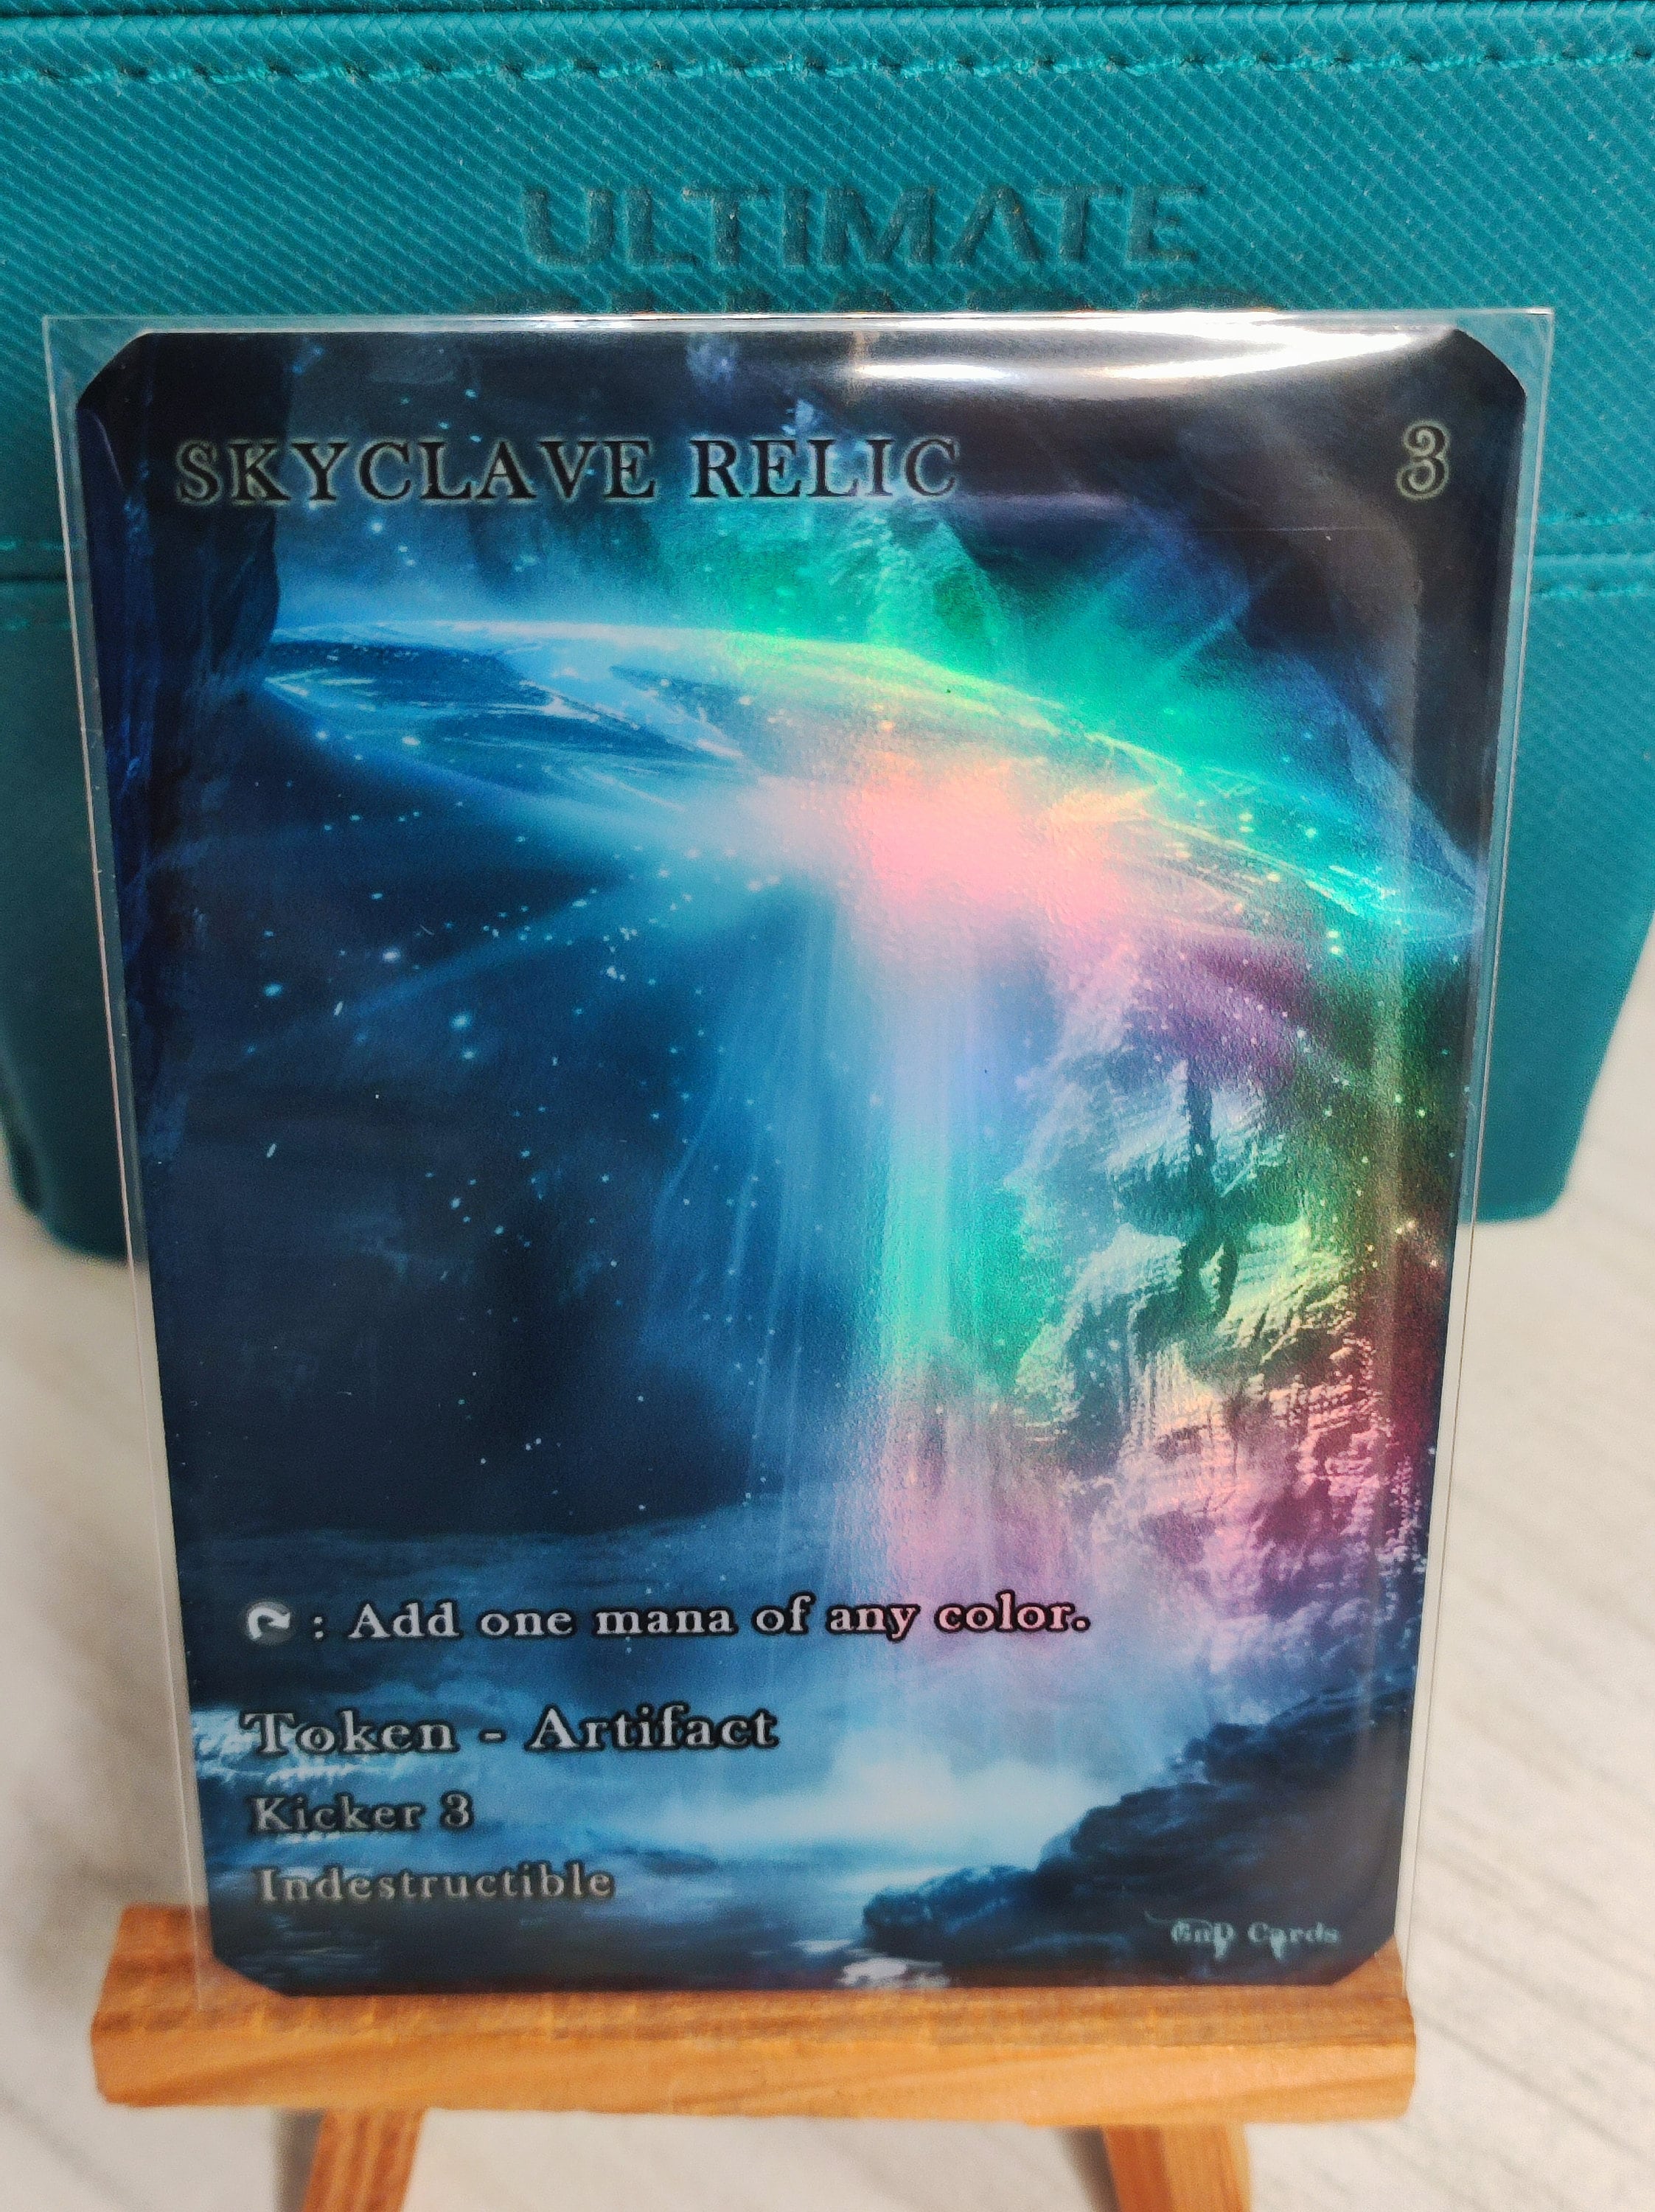 ULTIMATE
SKYCLAVE RELIC 3
: Add one mana of any color.
Token - Artifact
Kicker 3
Indestructible
GnD Cards